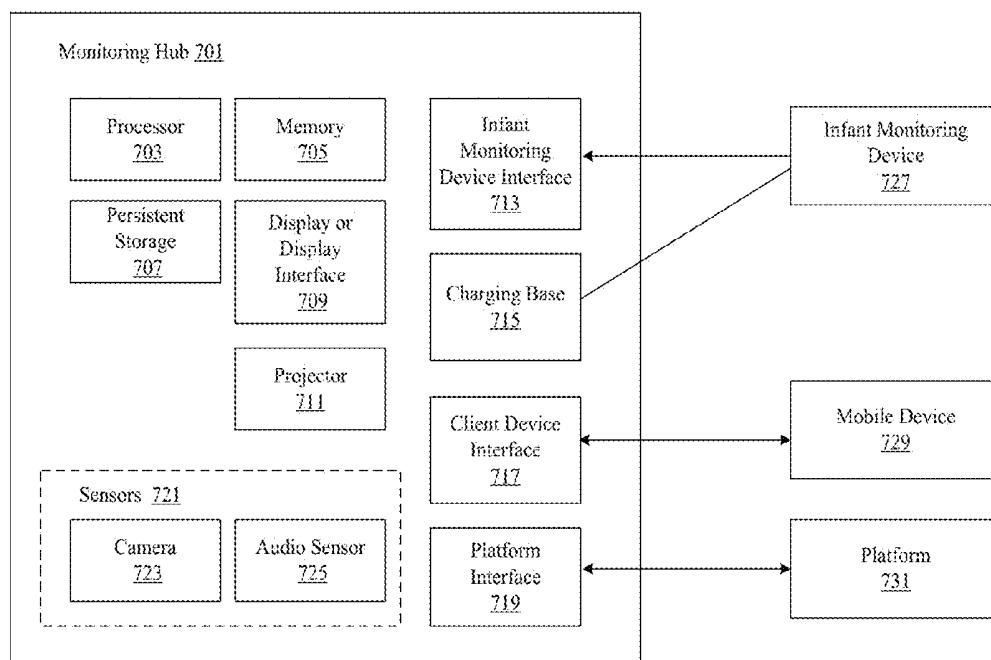 Monitoring Hub 701
Processor
703
Memory
705
Infant
Monitoring
Device Interface
713
Infant Monitoring
Device
727
Persistent
Storage
707
Display or
Display
Interface
709
Charging Base
715
Projector
711
Client Device
Interface
717
Mobile Device
729
Sensors 721
Camera
723
Audio Sensor
725
Platform
Interface
719
Platform
731